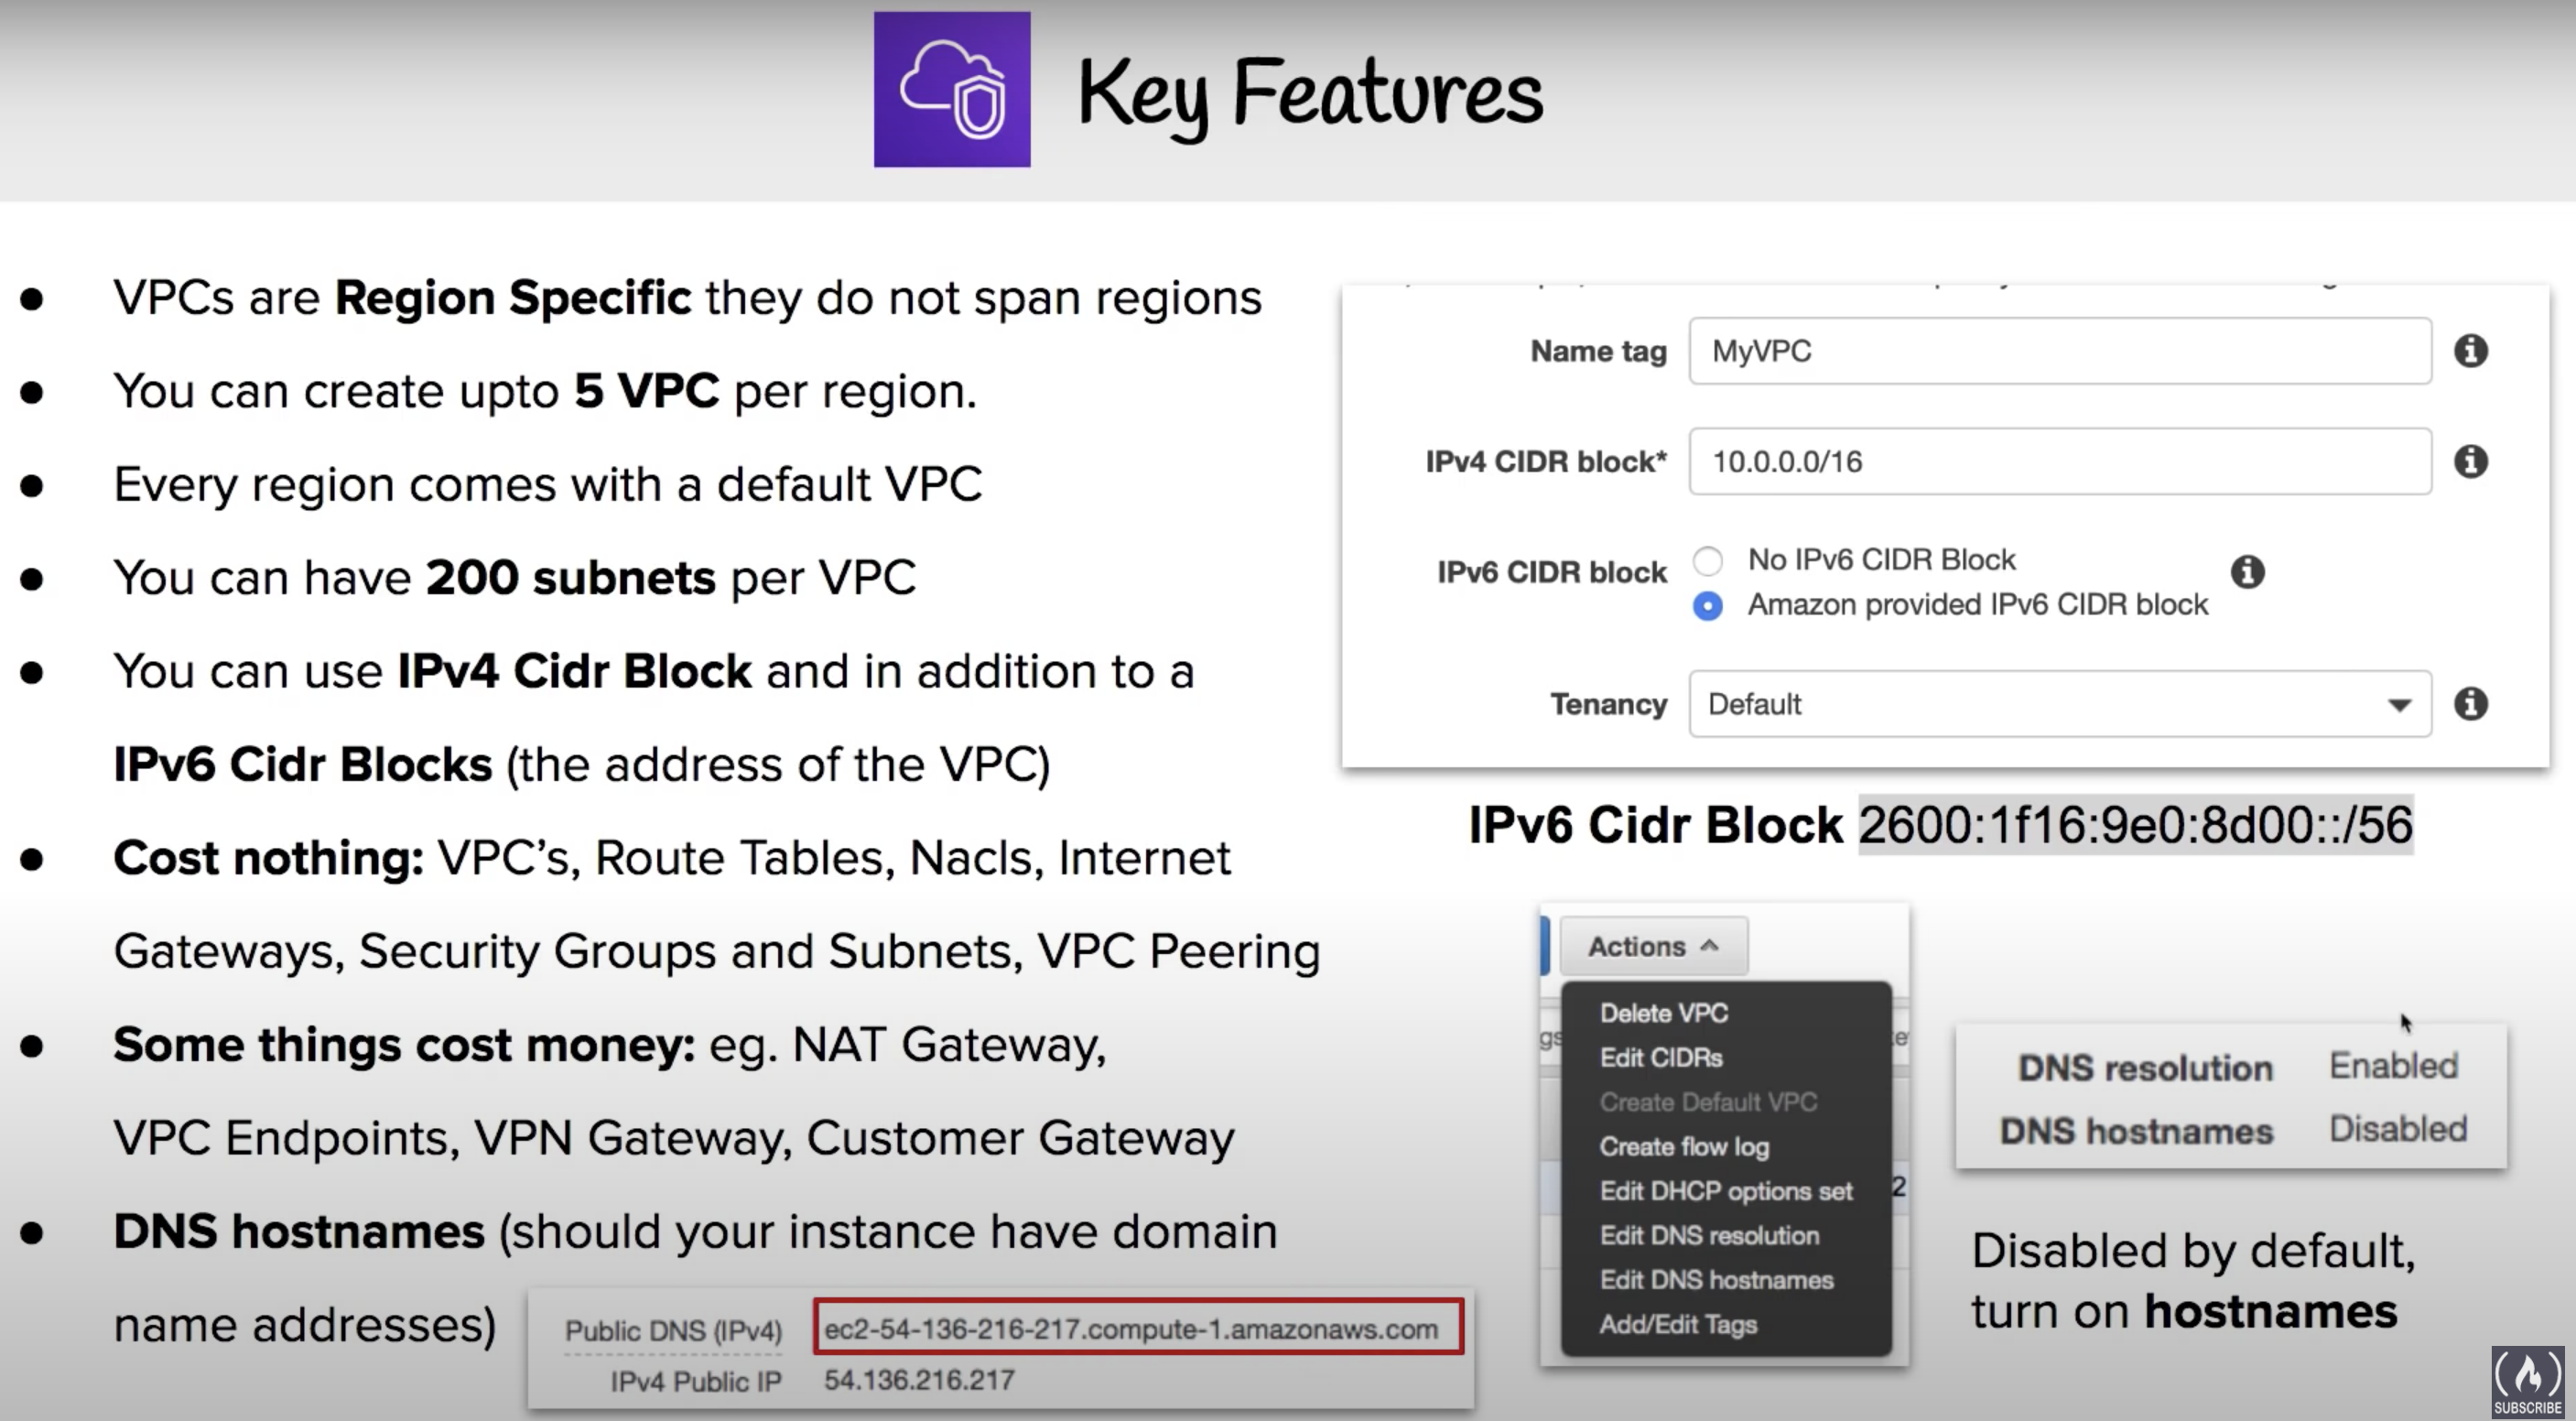 Key Features
VPCs are Region Specific they do not span regions
You can create upto 5 VPC per region.
Every region comes with a default VPC
You can have 200 subnets per VPC
You can use IPv4 Cidr Block and in addition to a
IPv6 Cidr Blocks (the address of the VPC)
Cost nothing: VPC's, Route Tables, Nacls, Internet
Gateways, Security Groups and Subnets, VPC Peering
Some things cost money: eg. NAT Gateway,
VPC Endpoints, VPN Gateway, Customer Gateway
DNS hostnames (should your instance have domain
name addresses)
Public DNS (IPv4) ec2-54-136-216-217.compute-1.amazonaws.com
IPv4 Public IP 54.136.216.217
Name tag MyVPC
IPv4 CIDR block* 10.0.0.0/16
IPv6 CIDR block
No IPv6 CIDR Block
Amazon provided IPv6 CIDR block
Tenancy Default
IPv6 Cidr Block 2600:1f16:9e0:8d00::/56
Actions
Delete VPC
Edit CIDRs
Create Default VPC
Create flow log
Edit DHCP options set
Edit DNS resolution
Edit DNS hostnames
Add/Edit Tags
DNS resolution Enabled
DNS hostnames Disabled
Disabled by default,
turn on hostnames
SUBSCRIBE